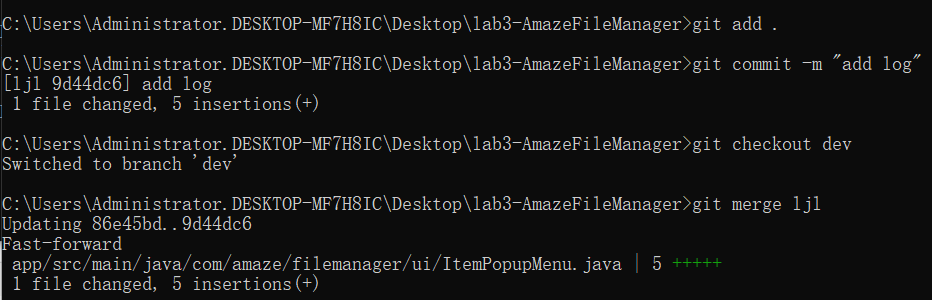 C:\Users\Administrator.DESKTOP-MF7H8IC\Desktop\lab3-AmazeFileManager>git add .
C:\Users\Administrator.DESKTOP-MF7H8IC\Desktop\lab3-AmazeFileManager>git commit -m "add log"
[ljl 9d44dc6] add log
1 file changed, 5 insertions(+)
C:\Users\Administrator.DESKTOP-MF7H8IC\Desktop\lab3-AmazeFileManager>git checkout dev
Switched to branch 'dev'
C:\Users\Administrator.DESKTOP-MF7H8IC\Desktop\lab3-AmazeFileManager>git merge ljl
Updating 86e45bd..9d44dc6
Fast-forward
app/src/main/java/com/amaze/filemanager/ui/ItemPopupMenu.java | 5 +++++
1 file changed, 5 insertions(+)